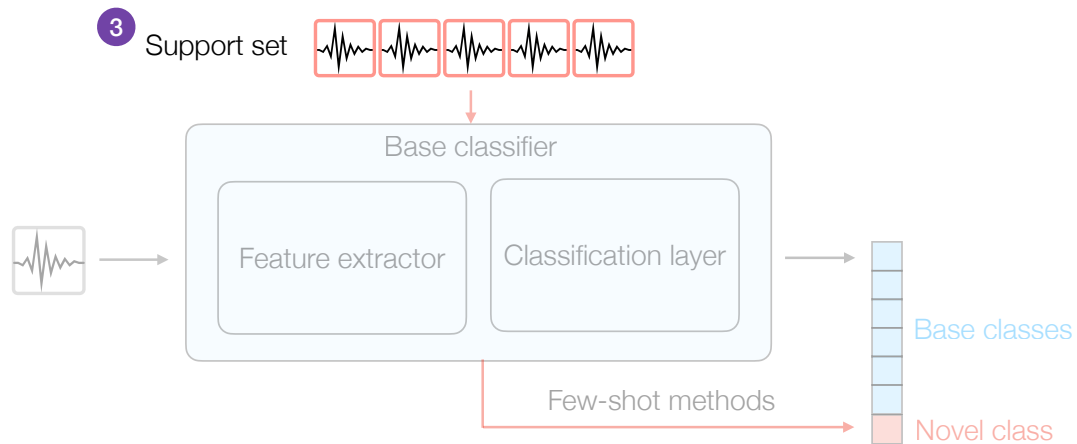 3
Support set
Base classifier
Feature extractor
Classification layer
Base classes
Few-shot methods
Novel class